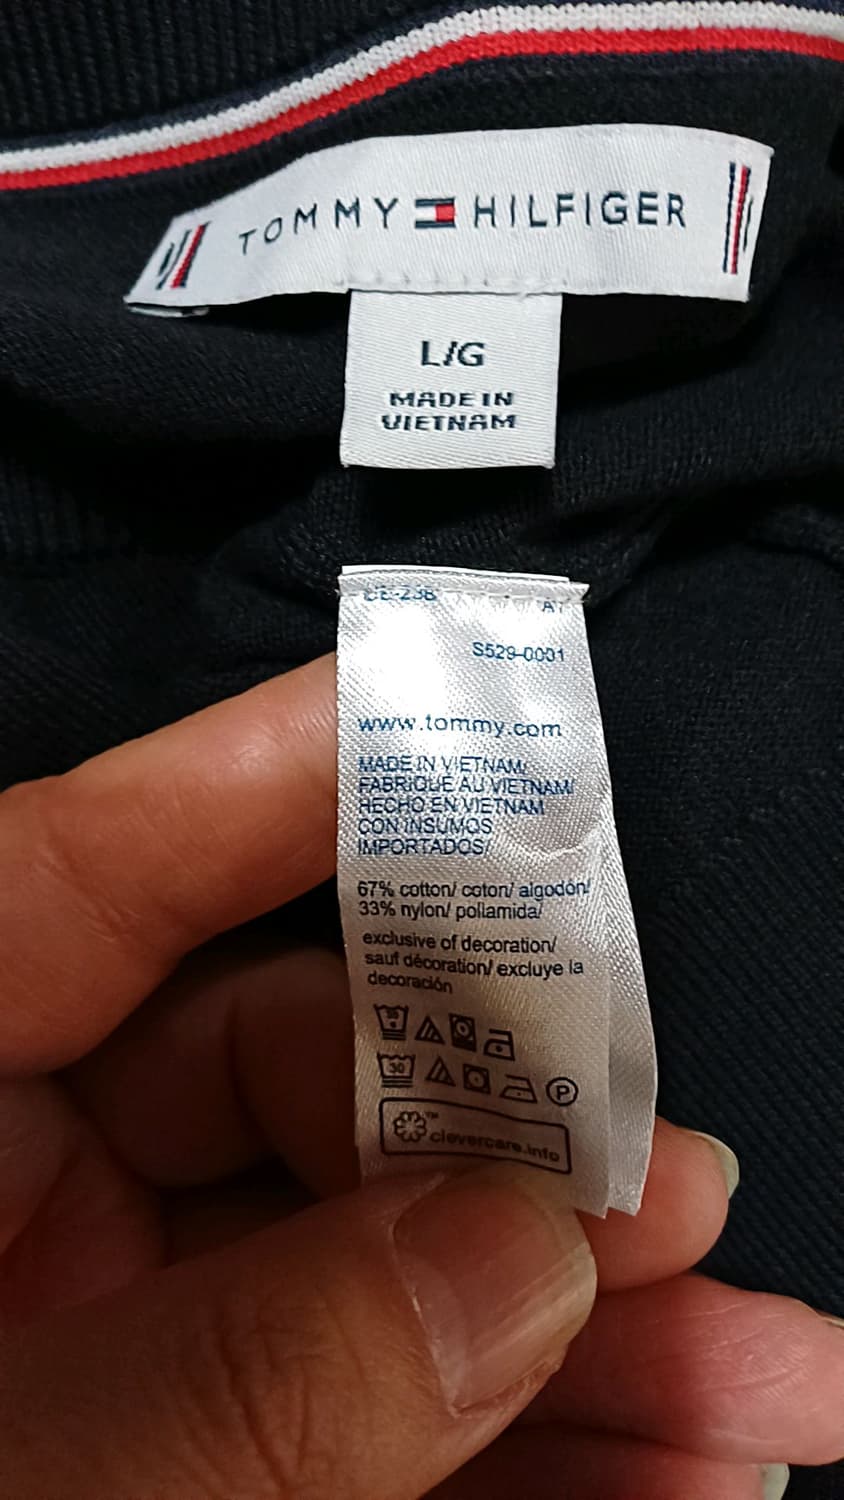 TOMMY HILFIGER
L/G
MADE IN
VIETNAM
S529-0001
www.tommy.com
MADE IN VIETNAM/
FABRIQUE AU VIETNAM/
HECHO EN VIETNAM
CON INSUMOS
IMPORTADOS/
67% cotton/ coton/ algodón/
33% nylon/ poliamida/
exclusive of decoration/
sauf décoration/ excluye la
decoración
30
30
P
clevercare.info